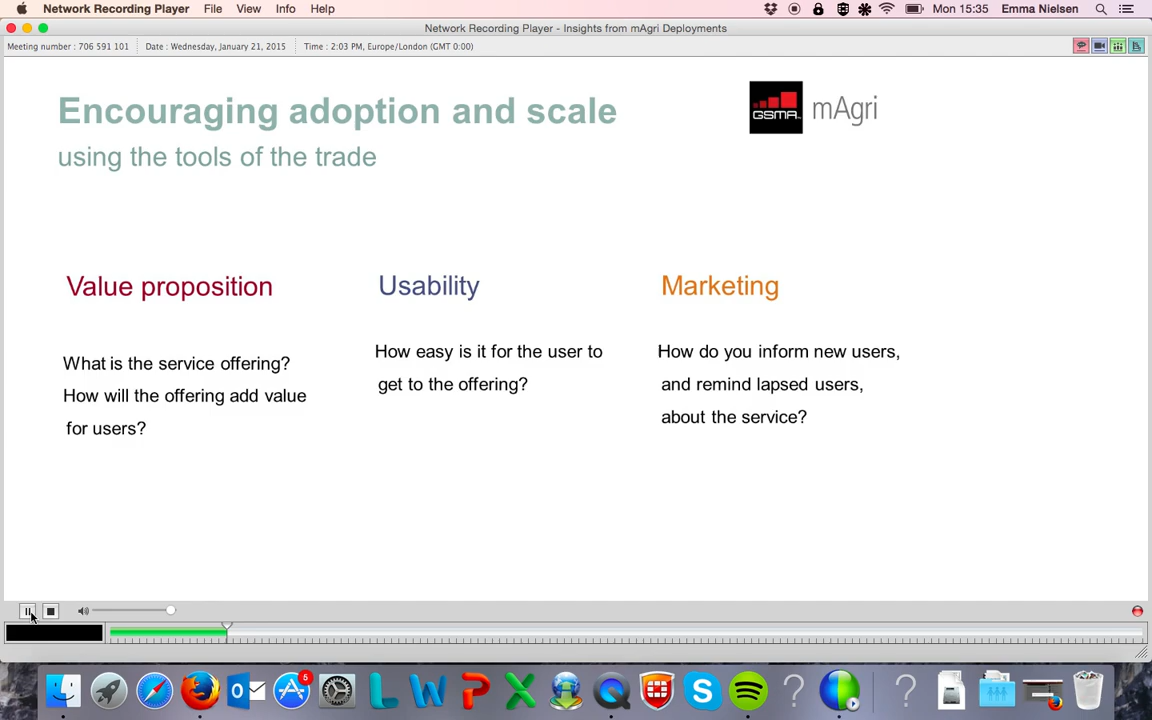 Network Recording Player File View Info Help Mon 15:35 Emma Nielsen
Network Recording Player - Insights from mAgri Deployments
Meeting number : 706 591 101 Date : Wednesday, January 21, 2015 Time : 2:03 PM, Europe/London (GMT 0:00)
Encouraging adoption and scale
using the tools of the trade
GSMA
mAgri
Value proposition
What is the service offering?
How will the offering add value
for users?
Usability
How easy is it for the user to
get to the offering?
Marketing
How do you inform new users,
and remind lapsed users,
about the service?
5